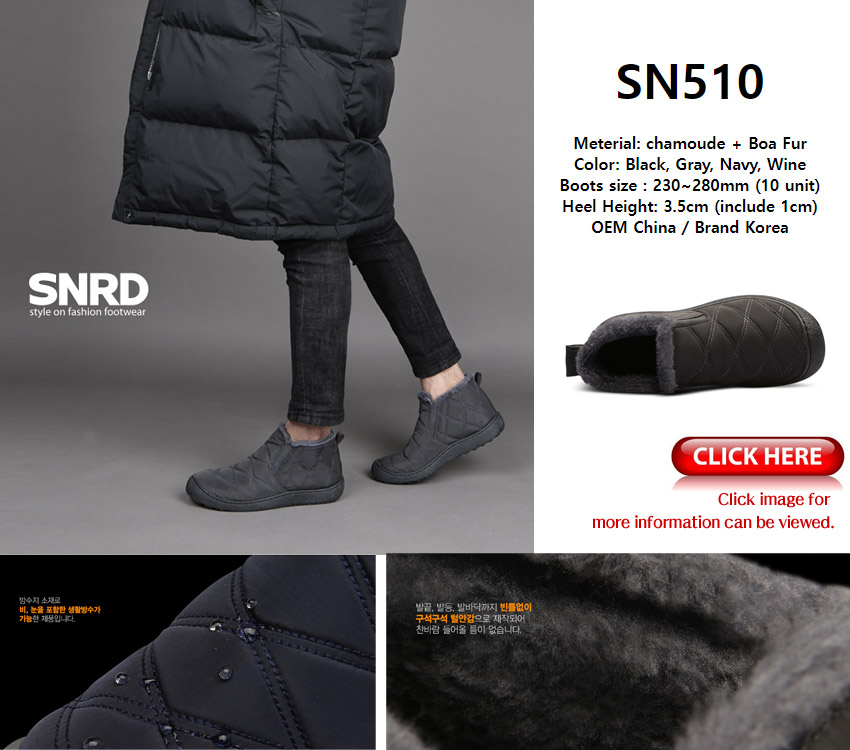 SN510
Meterial: chamoude + Boa Fur
Color: Black, Gray, Navy, Wine
Boots size : 230~280mm (10 unit)
Heel Height: 3.5cm (include 1cm)
OEM China / Brand Korea
SNRD
style on fashion footwear
CLICK HERE
Click image for
more information can be viewed.
방수지 소재로
비, 눈을 포함한 생활방수가
가능한 제품입니다.
발끝, 발등, 발바닥까지 빈틈없이
구석구석 털안감으로 제작되어
찬바람 들어올 틈이 없습니다.